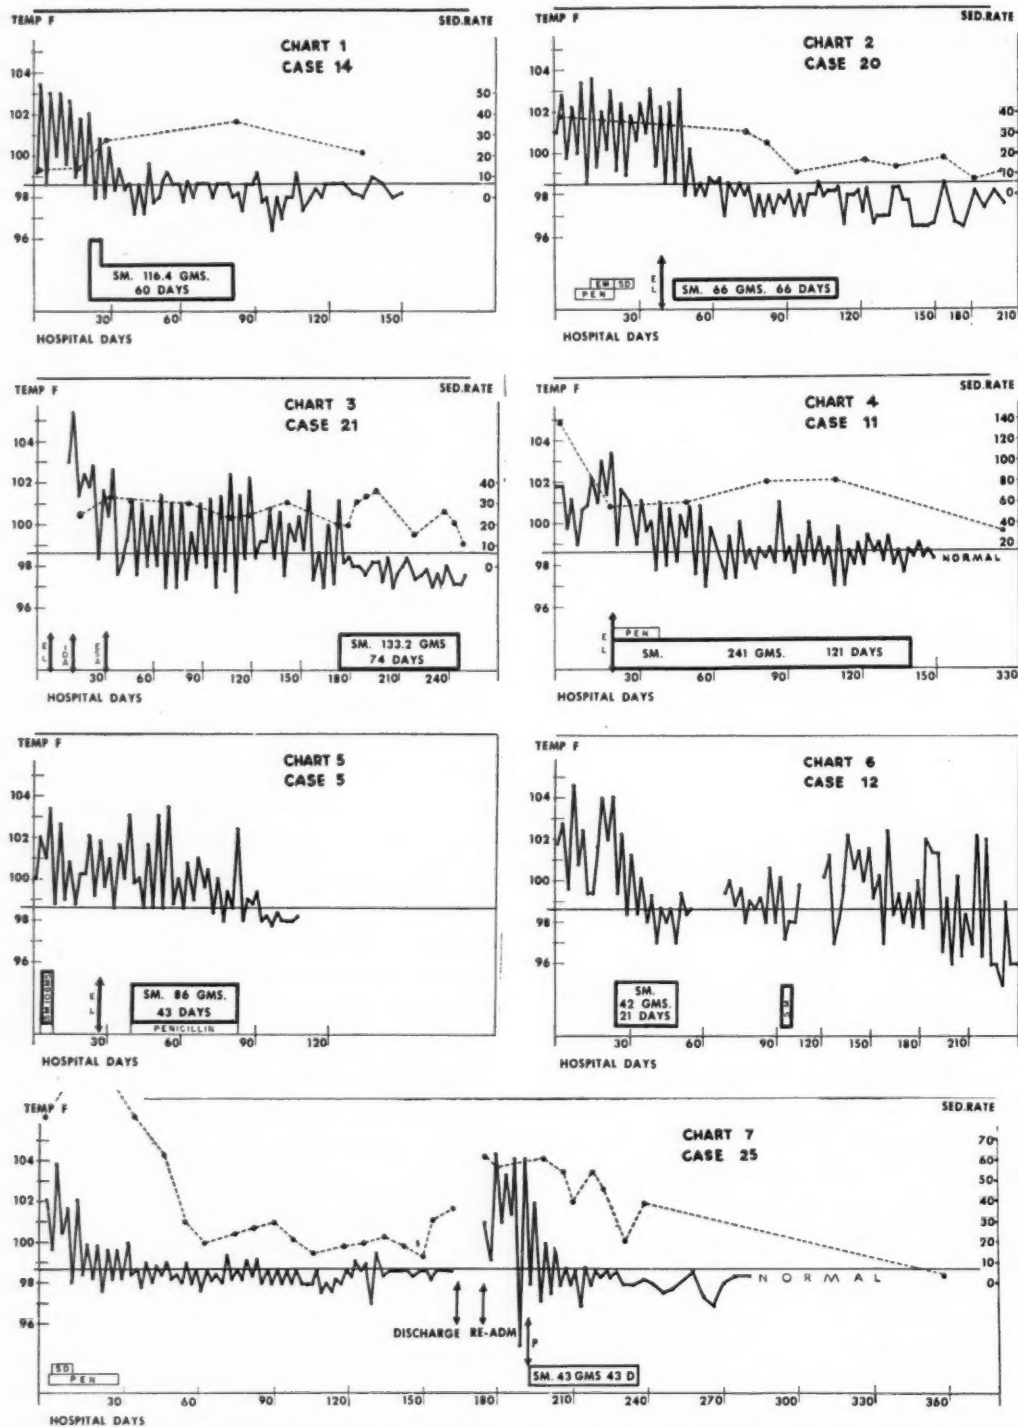 TEMP F SED.RATE
CHART 1
CASE 14
104
102
100
98
96
50
40
30
20
10
0
SM. 116.4 GMS.
60 DAYS
30 60 90 120 150
HOSPITAL DAYS
TEMP F SED.RATE
CHART 2
CASE 20
104
102
100
98
96
40
30
20
10
0
EM SD
PEN
EL
SM. 66 GMS. 66 DAYS
30 60 90 120 150 180 210
HOSPITAL DAYS
TEMP F SED.RATE
CHART 3
CASE 21
104
102
100
98
96
40
30
20
10
0
EL
IDA
ESA
SM. 133.2 GMS
74 DAYS
30 60 90 120 150 180 210 240
HOSPITAL DAYS
TEMP F SED.RATE
CHART 4
CASE 11
104
102
100
98
96
140
120
100
80
60
40
20
NORMAL
EL
PEN
SM. 241 GMS. 121 DAYS
30 60 90 120 150 330
HOSPITAL DAYS
TEMP F
CHART 5
CASE 5
104
102
100
98
96
EL
SM. 86 GMS.
43 DAYS
PENICILLIN
30 60 90 120
HOSPITAL DAYS
TEMP F
CHART 6
CASE 12
104
102
100
98
96
SM.
42 GMS.
21 DAYS
30 60 90 120 150 180 210
HOSPITAL DAYS
TEMP F SED.RATE
CHART 7
CASE 25
104
102
100
98
96
70
60
50
40
30
20
10
0
NORMAL
DISCHARGE RE-ADM
P
SD
PEN
SM. 43 GMS 43 D
30 60 90 120 150 180 210 240 270 300 330 360
HOSPITAL DAYS